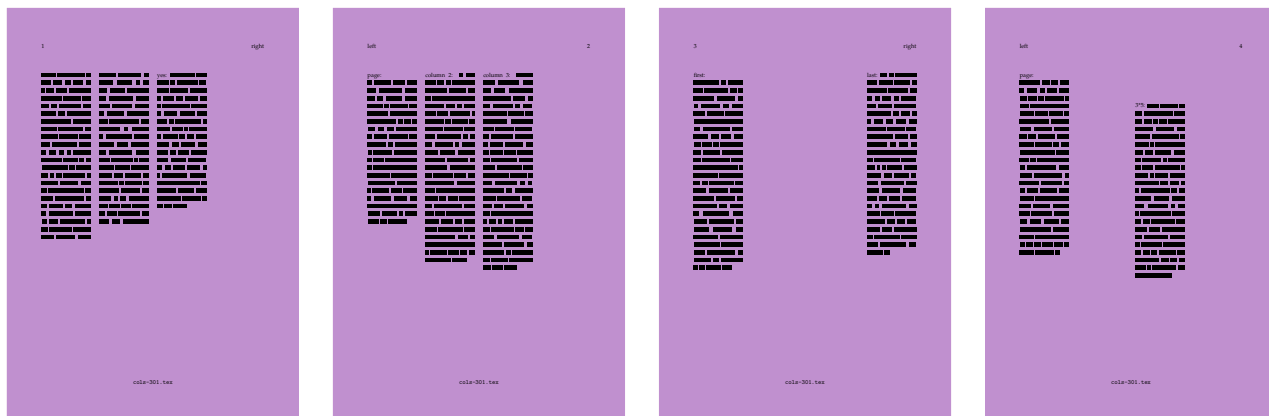 1 right
yes:
cols-301.tex
left 2
page: column 2: column 3:
cols-301.tex
3 right
first: last:
cols-301.tex
left 4
page:
3*5:
cols-301.tex